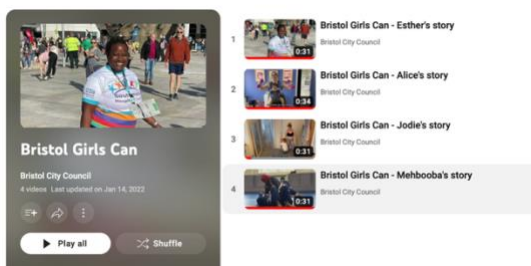 Bristol Girls Can
Bristol City Council
4 videos Last updated on Jan 14, 2022
Play all
Shuffle
1
Bristol Girls Can - Esther's story
Bristol City Council
0:31
2
Bristol Girls Can - Alice's story
Bristol City Council
0:34
3
Bristol Girls Can - Jodie's story
Bristol City Council
0:31
4
Bristol Girls Can - Mehbooba's story
Bristol City Council
0:31